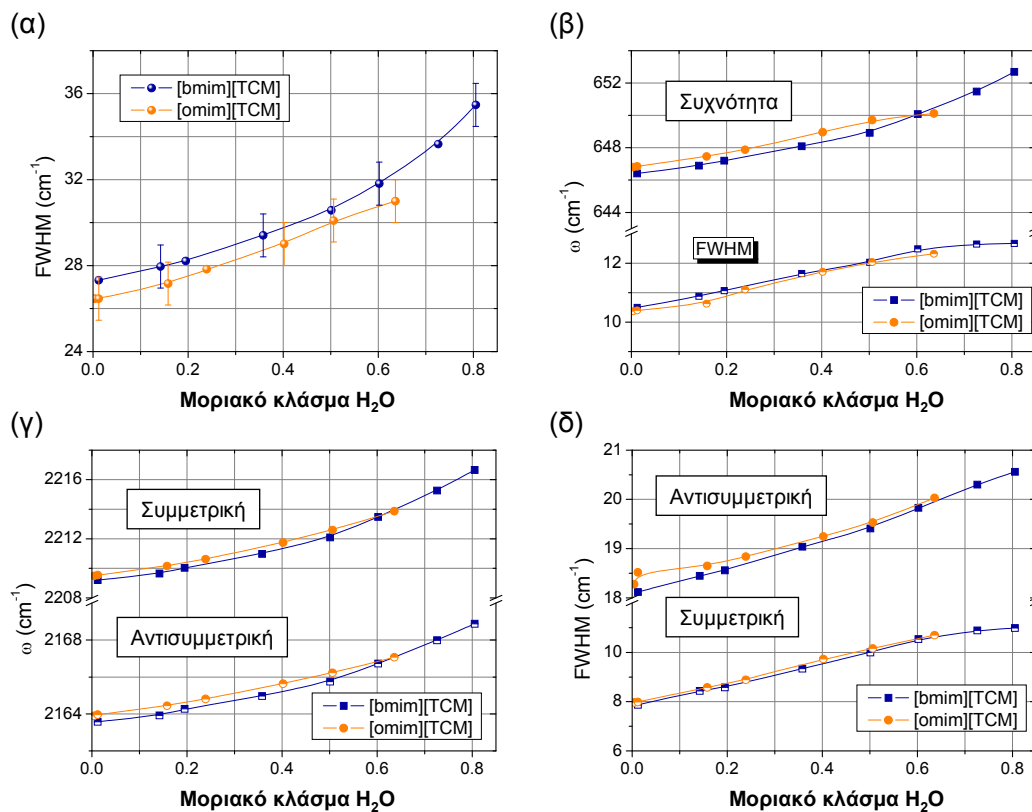 (α)
FWHM (cm⁻¹)
36
32
28
24
[bmim][TCM]
[omim][TCM]
0.0 0.2 0.4 0.6 0.8
Μοριακό κλάσμα H₂O
(β)
ω (cm⁻¹)
652
648
644
12
10
Συχνότητα
FWHM
[bmim][TCM]
[omim][TCM]
0.0 0.2 0.4 0.6 0.8
Μοριακό κλάσμα H₂O
(γ)
ω (cm⁻¹)
2216
2212
2208
2168
2164
Συμμετρική
Αντισυμμετρική
[bmim][TCM]
[omim][TCM]
0.0 0.2 0.4 0.6 0.8
Μοριακό κλάσμα H₂O
(δ)
FWHM (cm⁻¹)
21
20
19
18
10
8
6
Αντισυμμετρική
Συμμετρική
[bmim][TCM]
[omim][TCM]
0.0 0.2 0.4 0.6 0.8
Μοριακό κλάσμα H₂O